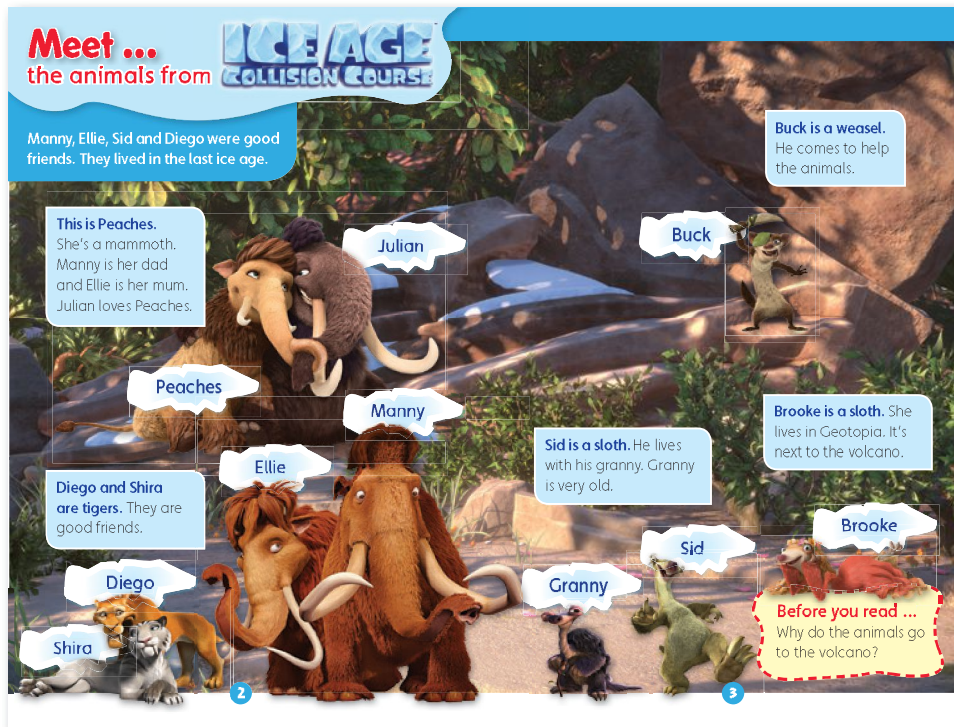 Meet ...
the animals from
ICE AGE
COLLISION COURSE
Manny, Ellie, Sid and Diego were good
friends. They lived in the last ice age.
This is Peaches.
She's a mammoth.
Manny is her dad
and Ellie is her mum.
Julian loves Peaches.
Julian
Peaches
Manny
Ellie
Diego and Shira
are tigers. They are
good friends.
Diego
Shira
2
Buck is a weasel.
He comes to help
the animals.
Buck
Sid is a sloth. He lives
with his granny. Granny
is very old.
Brooke is a sloth. She
lives in Geotopia. It's
next to the volcano.
Granny
Sid
Brooke
Before you read ...
Why do the animals go
to the volcano?
3